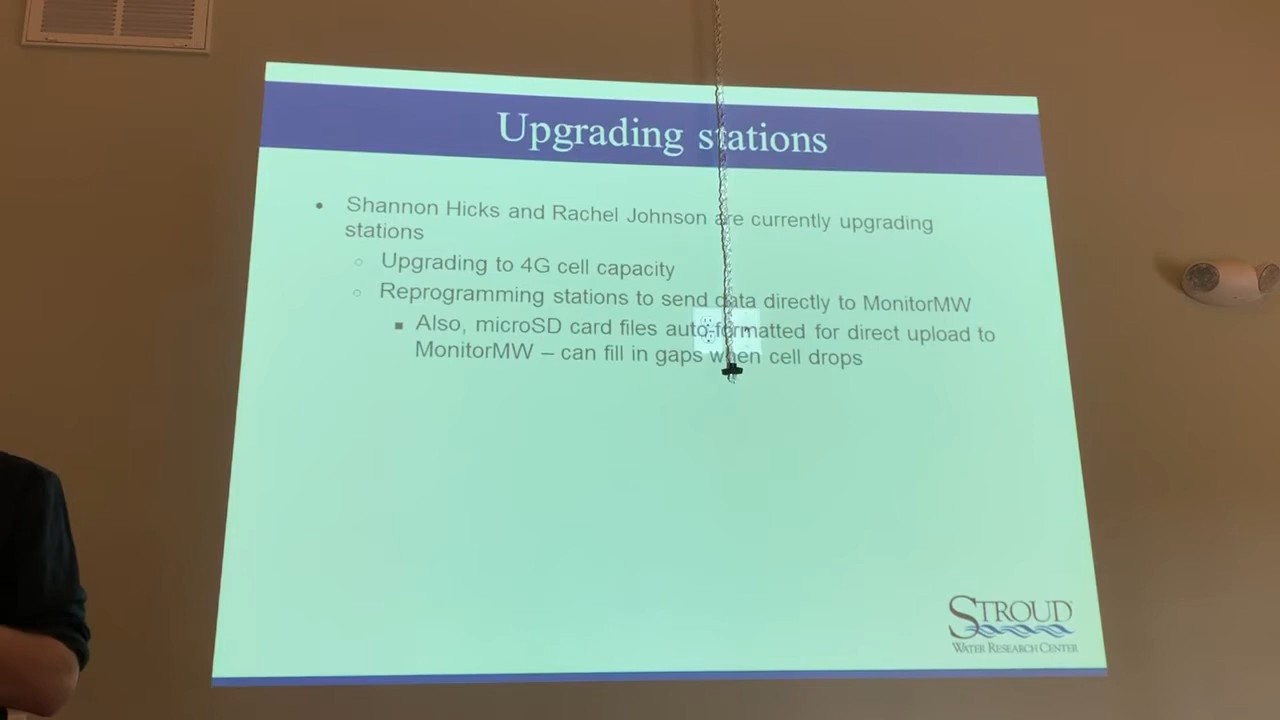 Upgrading stations
• Shannon Hicks and Rachel Johnson are currently upgrading
stations
○ Upgrading to 4G cell capacity
○ Reprogramming stations to send data directly to MonitorMW
▪ Also, microSD card files auto-formatted for direct upload to
MonitorMW – can fill in gaps when cell drops
STROUD
WATER RESEARCH CENTER